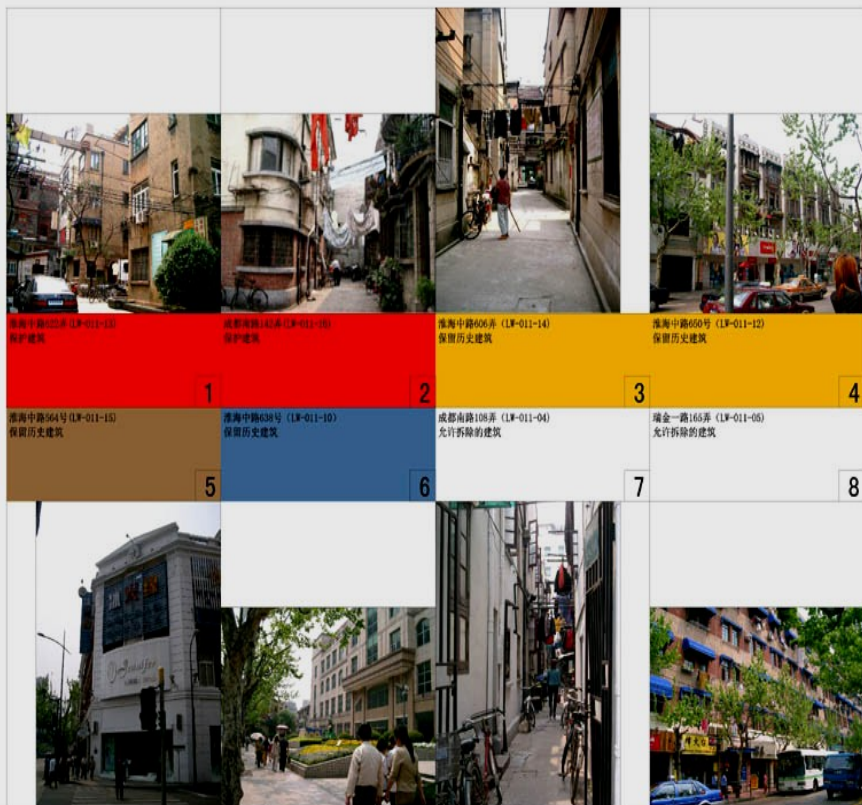 淮海中路622弄(LW-011-13)
保护建筑
1
成都南路142弄(LW-011-16)
保护建筑
2
淮海中路606弄（LW-011-14）
保留历史建筑
3
淮海中路650号（LW-011-12）
保留历史建筑
4
淮海中路564号(LW-011-15)
保留历史建筑
5
淮海中路638号（LW-011-10）
保留历史建筑
6
成都南路108弄（LW-011-04）
允许拆除的建筑
7
瑞金一路165弄（LW-011-05）
允许拆除的建筑
8